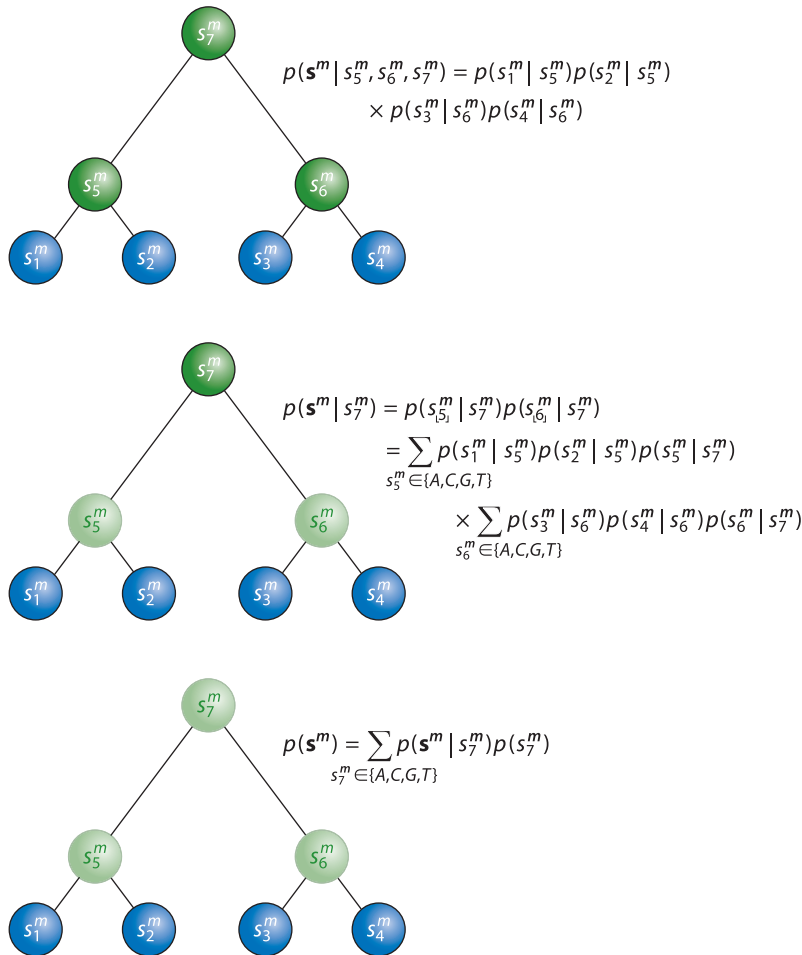 s₇ᵐ
p(sᵐ | s₅ᵐ, s₆ᵐ, s₇ᵐ) = p(s₁ᵐ | s₅ᵐ)p(s₂ᵐ | s₅ᵐ)
× p(s₃ᵐ | s₆ᵐ)p(s₄ᵐ | s₆ᵐ)
s₅ᵐ s₆ᵐ
s₁ᵐ s₂ᵐ s₃ᵐ s₄ᵐ
s₇ᵐ
p(sᵐ | s₇ᵐ) = p(s⌞₅⌟ᵐ | s₇ᵐ)p(s⌞₆⌟ᵐ | s₇ᵐ)
= ∑ p(s₁ᵐ | s₅ᵐ)p(s₂ᵐ | s₅ᵐ)p(s₅ᵐ | s₇ᵐ)
s₅ᵐ ∈{A,C,G,T}
s₅ᵐ s₆ᵐ
× ∑ p(s₃ᵐ | s₆ᵐ)p(s₄ᵐ | s₆ᵐ)p(s₆ᵐ | s₇ᵐ)
s₆ᵐ ∈{A,C,G,T}
s₁ᵐ s₂ᵐ s₃ᵐ s₄ᵐ
s₇ᵐ
p(sᵐ) = ∑ p(sᵐ | s₇ᵐ)p(s₇ᵐ)
s₇ᵐ ∈{A,C,G,T}
s₅ᵐ s₆ᵐ
s₁ᵐ s₂ᵐ s₃ᵐ s₄ᵐ